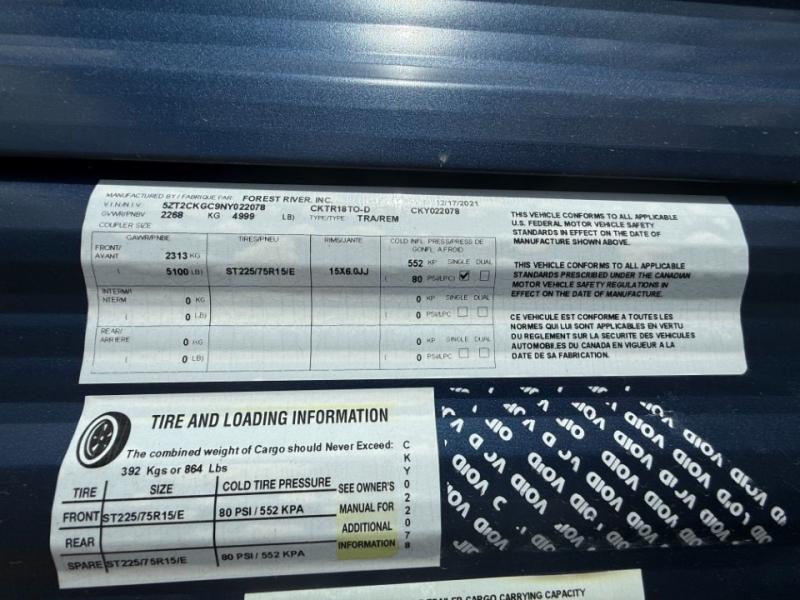 MANUFACTURED BY / FABRIQUE PAR: FOREST RIVER, INC. 12/17/2021
V.I.N./N.I.V. 5ZT2CKGC9NY022078 CKTR18TO-D CKY022078
GVWR/PNBV 2268 KG 4999 LB) TYPE/TYPE: TRA/REM
COUPLER SIZE
GAWR/PNBE TIRES/PNEU RIMS/JANTE COLD INFL. PRESS/PRESS DE GONFL. A FROID
FRONT/
AVANT 2313 KG 552 KP SINGLE DUAL
( 5100 LB) ST225/75R15/E 15X6.0JJ ( 80 PSI/LPC)
INTERM/
INTERM 0 KG 0 KP SINGLE DUAL
( 0 LB) ( 0 PSI/LPC
REAR/
ARRIERE 0 KG 0 KP SINGLE DUAL
( 0 LB) ( 0 PSI/LPC
THIS VEHICLE CONFORMS TO ALL APPLICABLE
U.S. FEDERAL MOTOR VEHICLE SAFETY
STANDARDS IN EFFECT ON THE DATE OF
MANUFACTURE SHOWN ABOVE.
THIS VEHICLE CONFORMS TO ALL APPLICABLE
STANDARDS PRESCRIBED UNDER THE CANADIAN
MOTOR VEHICLE SAFETY REGULATIONS IN
EFFECT ON THE DATE OF MANUFACTURE.
CE VEHICULE EST CONFORME A TOUTES LES
NORMES QUI LUI SONT APPLICABLES EN VERTU
DU REGLEMENT SUR LA SECURITE DES VEHICULES
AUTOMOBILES DU CANADA EN VIGUEUR A LA
DATE DE SA FABRICATION.
TIRE AND LOADING INFORMATION
The combined weight of Cargo should Never Exceed:
392 Kgs or 864 Lbs
TIRE SIZE COLD TIRE PRESSURE
FRONT ST225/75R15/E 80 PSI / 552 KPA
REAR
SPARE ST225/75R15/E 80 PSI / 552 KPA
SEE OWNER'S
MANUAL FOR
ADDITIONAL
INFORMATION
CKY022078
VOID VOID VOID VOID VOID
TRAILER CARGO CARRYING CAPACITY